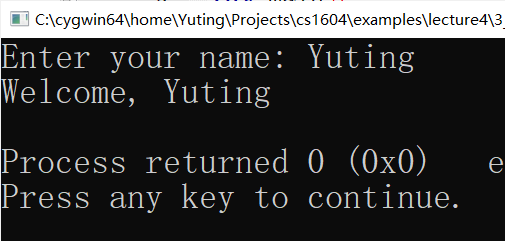 C:\cygwin64\home\Yuting\Projects\cs1604\examples\lecture4\3_
Enter your name: Yuting
Welcome, Yuting
Process returned 0 (0x0) e
Press any key to continue.